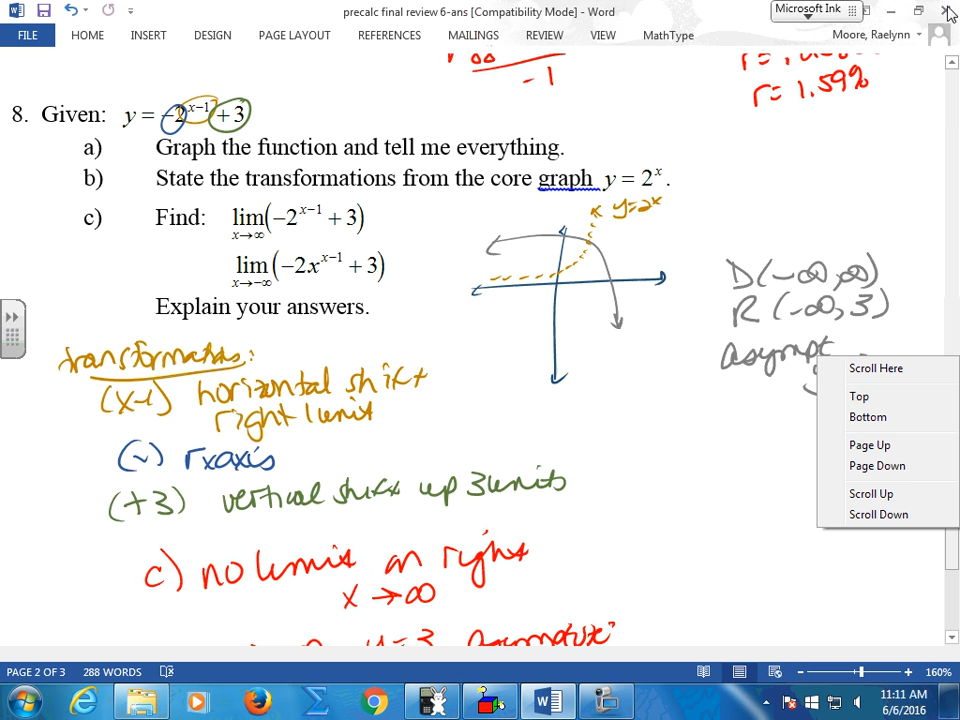 precalc final review 6-ans [Compatibility Mode] - Word
Microsoft Ink
FILE HOME INSERT DESIGN PAGE LAYOUT REFERENCES MAILINGS REVIEW VIEW MathType Moore, Raelynn
-1
r = 1.59%
8. Given: y = -2^{x-1} + 3
a) Graph the function and tell me everything.
b) State the transformations from the core graph y = 2^x.
c) Find: lim_{x→∞}(-2^{x-1} + 3)
lim_{x→-∞}(-2x^{x-1} + 3)
Explain your answers.
y=2^x
D(-∞,∞)
R(-∞,3)
asympt
transformations:
(x-1) horizontal shift
right 1 unit
(-) rxaxis
(+3) vertical shift up 3 units
c) no limit on right
x→∞
y=3 asymptote
Scroll Here
Top
Bottom
Page Up
Page Down
Scroll Up
Scroll Down
PAGE 2 OF 3 288 WORDS 160%
11:11 AM
6/6/2016